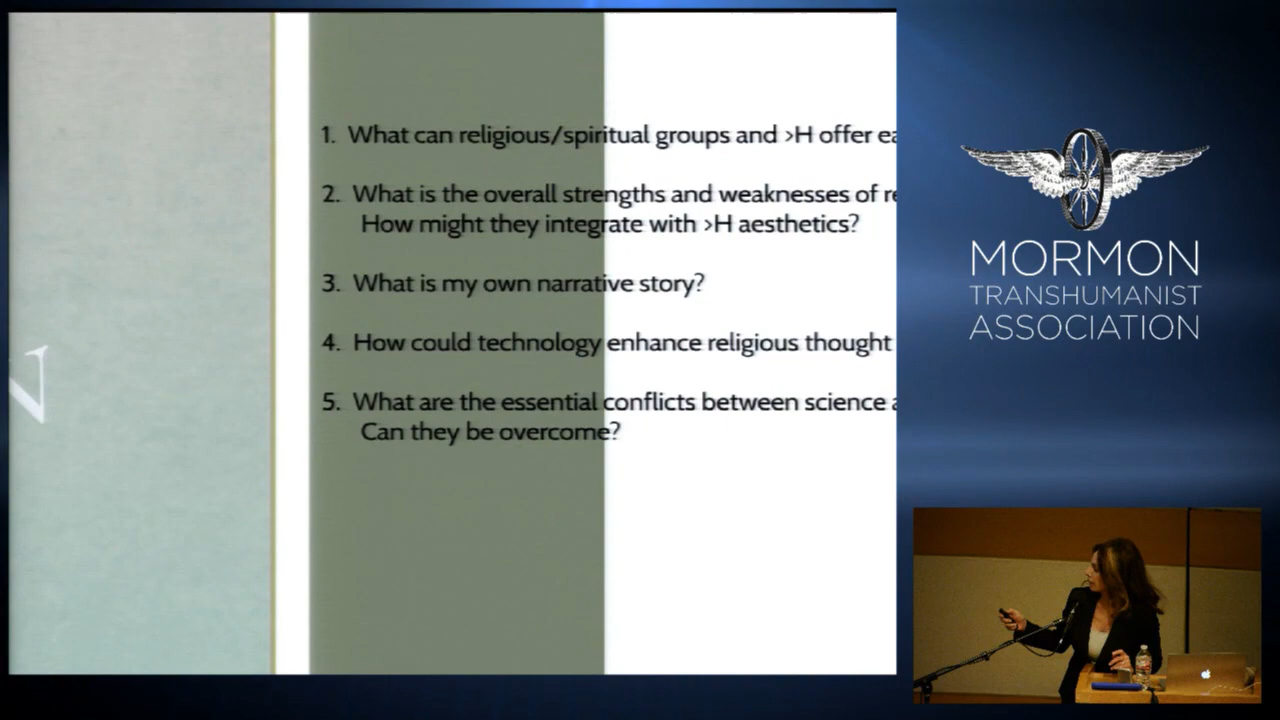 1. What can religious/spiritual groups and >H offer
2. What is the overall strengths and weaknesses of
How might they integrate with >H aesthetics?
3. What is my own narrative story?
4. How could technology enhance religious thought
5. What are the essential conflicts between science
Can they be overcome?
MORMON
TRANSHUMANIST
ASSOCIATION